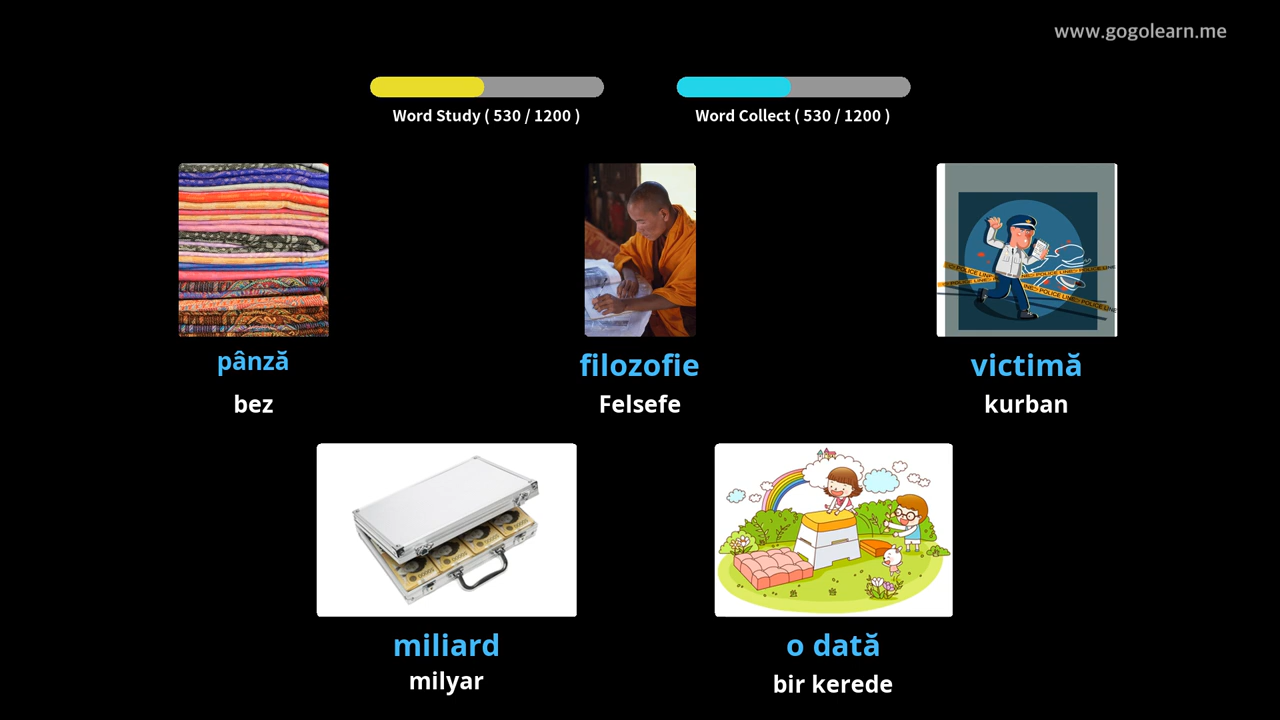 www.gogolearn.me
Word Study ( 530 / 1200 )
Word Collect ( 530 / 1200 )
pânză
filozofie
victimă
bez
Felsefe
kurban
miliard
o dată
milyar
bir kerede